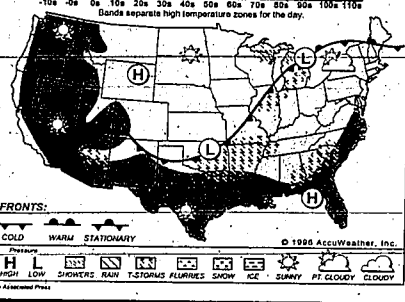 -10s -0s 0s 10s 20s 30s 40s 50s 60s 70s 80s 90s 100s 110s
Bands separate high temperature zones for the day.
H
L
L
H
FRONTS:
COLD WARM STATIONARY
© 1996 AccuWeather, Inc.
Pressure
H L
HIGH LOW SHOWERS RAIN T-STORMS FLURRIES SNOW ICE SUNNY PT. CLOUDY CLOUDY
Associated Press